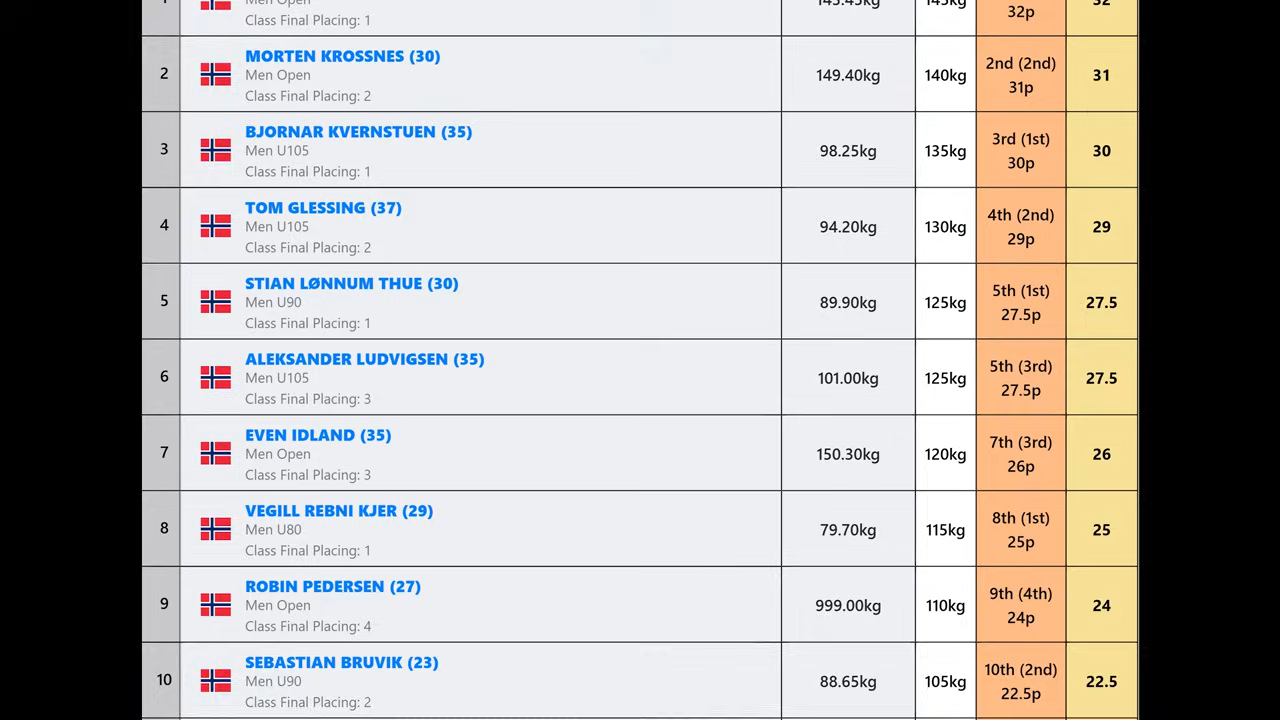 Class Final Placing: 1
32p
2
MORTEN KROSSNES (30)
Men Open
Class Final Placing: 2
149.40kg
140kg
2nd (2nd)
31p
31
3
BJORNAR KVERNSTUEN (35)
Men U105
Class Final Placing: 1
98.25kg
135kg
3rd (1st)
30p
30
4
TOM GLESSING (37)
Men U105
Class Final Placing: 2
94.20kg
130kg
4th (2nd)
29p
29
5
STIAN LØNNUM THUE (30)
Men U90
Class Final Placing: 1
89.90kg
125kg
5th (1st)
27.5p
27.5
6
ALEKSANDER LUDVIGSEN (35)
Men U105
Class Final Placing: 3
101.00kg
125kg
5th (3rd)
27.5p
27.5
7
EVEN IDLAND (35)
Men Open
Class Final Placing: 3
150.30kg
120kg
7th (3rd)
26p
26
8
VEGILL REBNI KJER (29)
Men U80
Class Final Placing: 1
79.70kg
115kg
8th (1st)
25p
25
9
ROBIN PEDERSEN (27)
Men Open
Class Final Placing: 4
999.00kg
110kg
9th (4th)
24p
24
10
SEBASTIAN BRUVIK (23)
Men U90
Class Final Placing: 2
88.65kg
105kg
10th (2nd)
22.5p
22.5